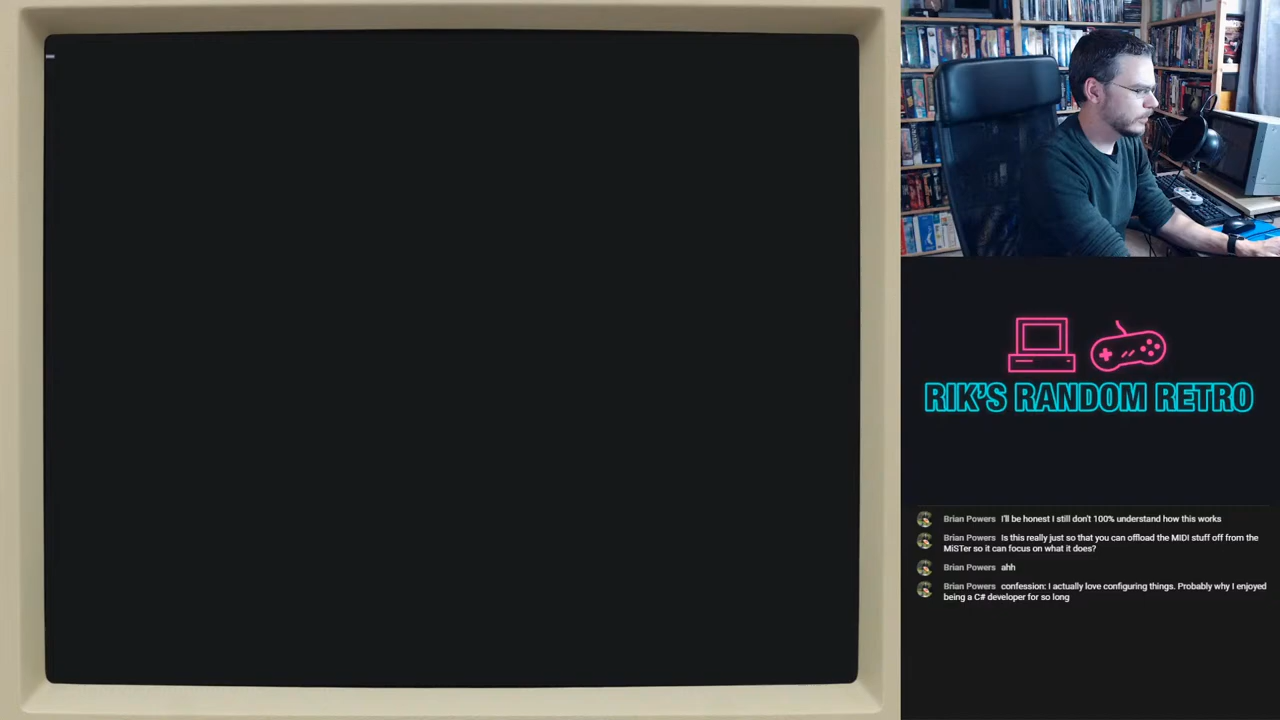 RIK'S RANDOM RETRO
Brian Powers I'll be honest I still don't 100% understand how this works
Brian Powers Is this really just so that you can offload the MIDI stuff off from the
MiSTer so it can focus on what it does?
Brian Powers ahh
Brian Powers confession: I actually love configuring things. Probably why I enjoyed
being a C# developer for so long